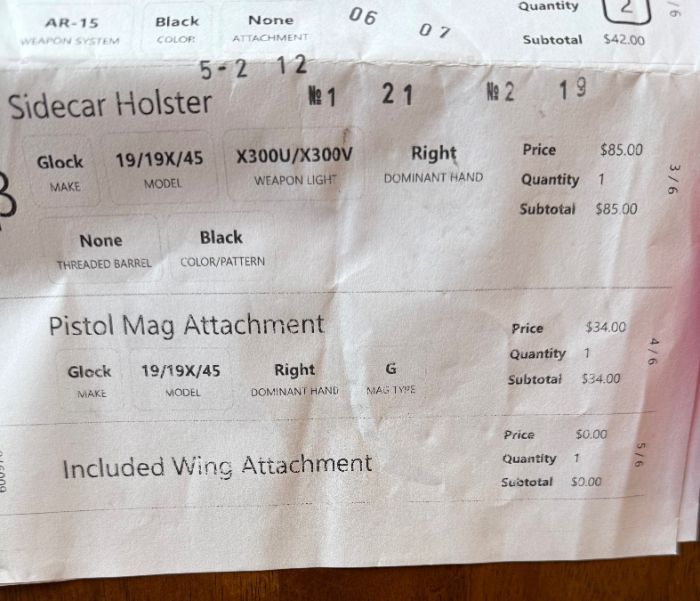 AR-15 Black None 06 07 Quantity 2
WEAPON SYSTEM COLOR ATTACHMENT Subtotal $42.00
5-2 12
Sidecar Holster № 1 21 № 2 19
Glock 19/19X/45 X300U/X300V Right Price $85.00
MAKE MODEL WEAPON LIGHT DOMINANT HAND Quantity 1
Subtotal $85.00
3/6
None Black
THREADED BARREL COLOR/PATTERN
Pistol Mag Attachment Price $34.00
Quantity 1
Glock 19/19X/45 Right G Subtotal $34.00
MAKE MODEL DOMINANT HAND MAG TYPE
4/6
Price $0.00
Included Wing Attachment Quantity 1
Subtotal $0.00
5/6